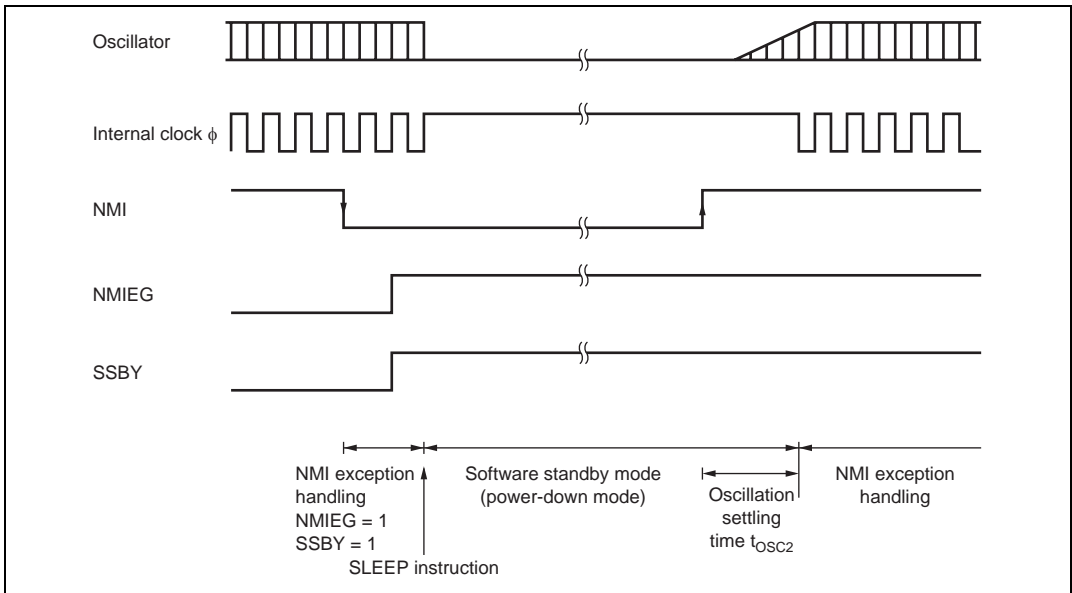 Oscillator
Internal clock ϕ
NMI
NMIEG
SSBY
NMI exception
handling
NMIEG = 1
SSBY = 1
SLEEP instruction
Software standby mode
(power-down mode)
Oscillation
settling
time tOSC2
NMI exception
handling